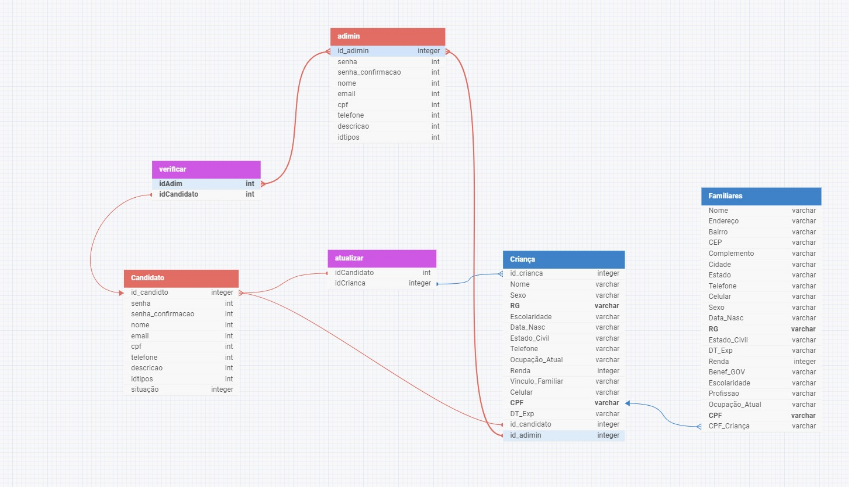 adimin
id_adimin integer
senha int
senha_confirmacao int
nome int
email int
cpf int
telefone int
descricao int
idtipos int
verificar
idAdim int
idCandidato int
Candidato
id_candidto integer
senha int
senha_confirmacao int
nome int
email int
cpf int
telefone int
descricao int
idtipos int
situação integer
atualizar
idCandidato int
idCrianca integer
Criança
id_crianca integer
Nome varchar
Sexo varchar
RG varchar
Escolaridade varchar
Data_Nasc varchar
Estado_Civil varchar
Telefone varchar
Ocupação_Atual varchar
Renda integer
Vinculo_Familiar varchar
Celular varchar
CPF varchar
DT_Exp varchar
id_candidato integer
id_adimin integer
Familiares
Nome varchar
Endereço varchar
Bairro varchar
CEP varchar
Complemento varchar
Cidade varchar
Estado varchar
Telefone varchar
Celular varchar
Sexo varchar
Data_Nasc varchar
RG varchar
Estado_Civil varchar
DT_Exp varchar
Renda integer
Benef_GOV varchar
Escolaridade varchar
Profissao varchar
Ocupação_Atual varchar
CPF varchar
CPF_Criança varchar